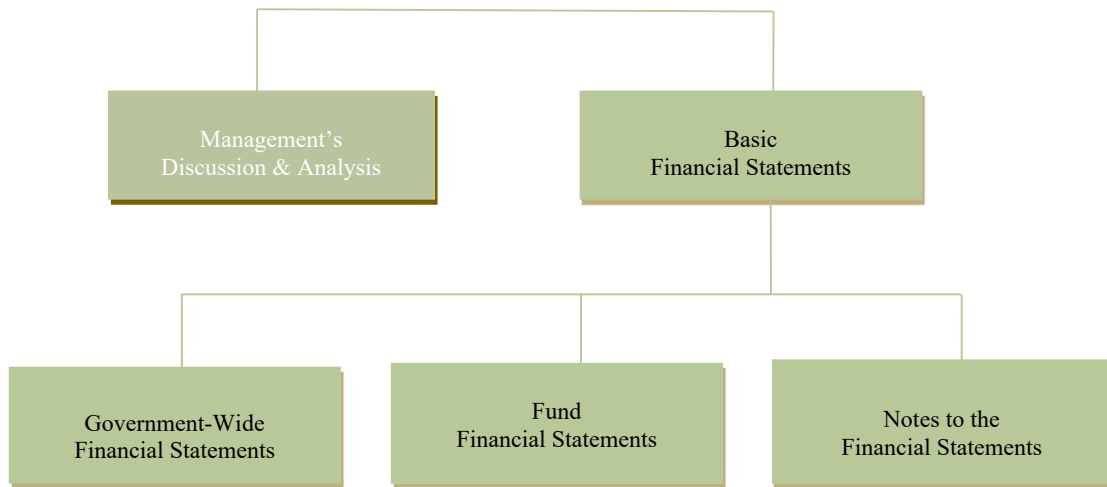 Management’s
Discussion & Analysis
Basic
Financial Statements
Government-Wide
Financial Statements
Fund
Financial Statements
Notes to the
Financial Statements